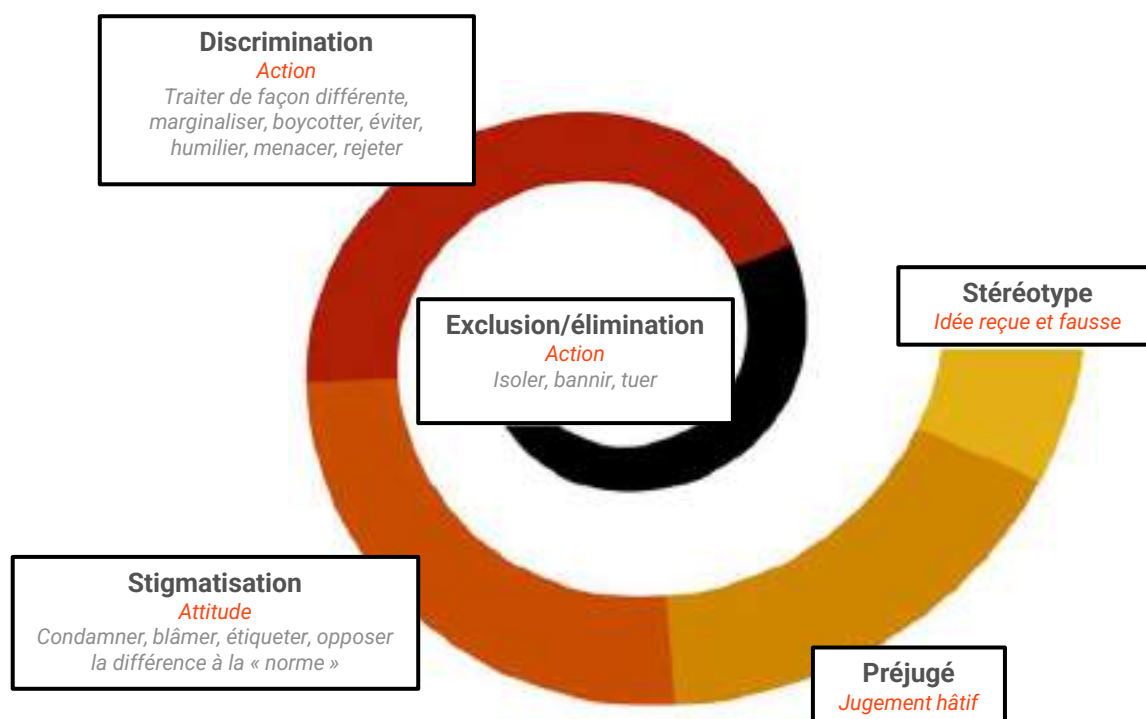 Discrimination
Action
Traiter de façon différente,
marginaliser, boycotter, éviter,
humilier, menacer, rejeter
Stéréotype
Idée reçue et fausse
Exclusion/élimination
Action
Isoler, bannir, tuer
Stigmatisation
Attitude
Condamner, blâmer, étiqueter, opposer
la différence à la « norme »
Préjugé
Jugement hâtif